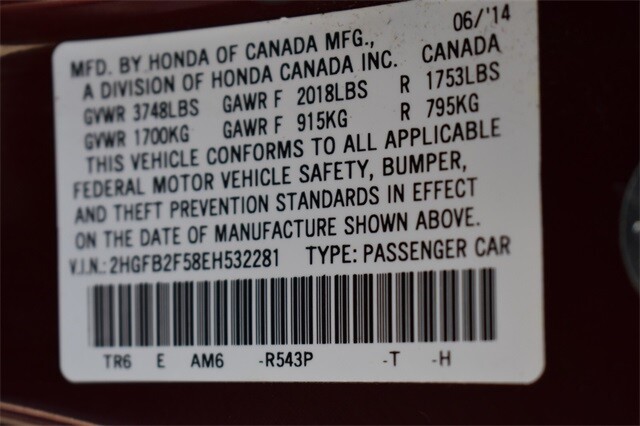 MFD. BY HONDA OF CANADA MFG., 06/'14
A DIVISION OF HONDA CANADA INC. CANADA
GVWR 3748LBS GAWR F 2018LBS R 1753LBS
GVWR 1700KG GAWR F 915KG R 795KG
THIS VEHICLE CONFORMS TO ALL APPLICABLE
FEDERAL MOTOR VEHICLE SAFETY, BUMPER,
AND THEFT PREVENTION STANDARDS IN EFFECT
ON THE DATE OF MANUFACTURE SHOWN ABOVE.
V.I.N.: 2HGFB2F58EH532281 TYPE: PASSENGER CAR
TR6 E AM6 -R543P -T -H